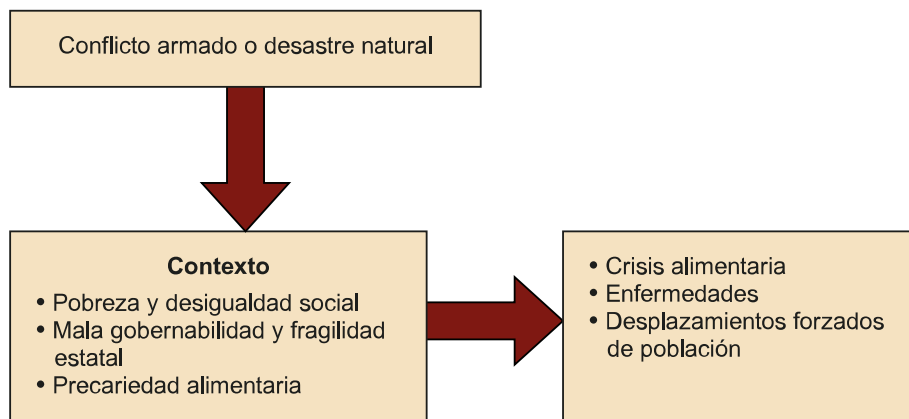 Conflicto armado o desastre natural
Contexto
• Pobreza y desigualdad social
• Mala gobernabilidad y fragilidad
estatal
• Precariedad alimentaria
• Crisis alimentaria
• Enfermedades
• Desplazamientos forzados
de población